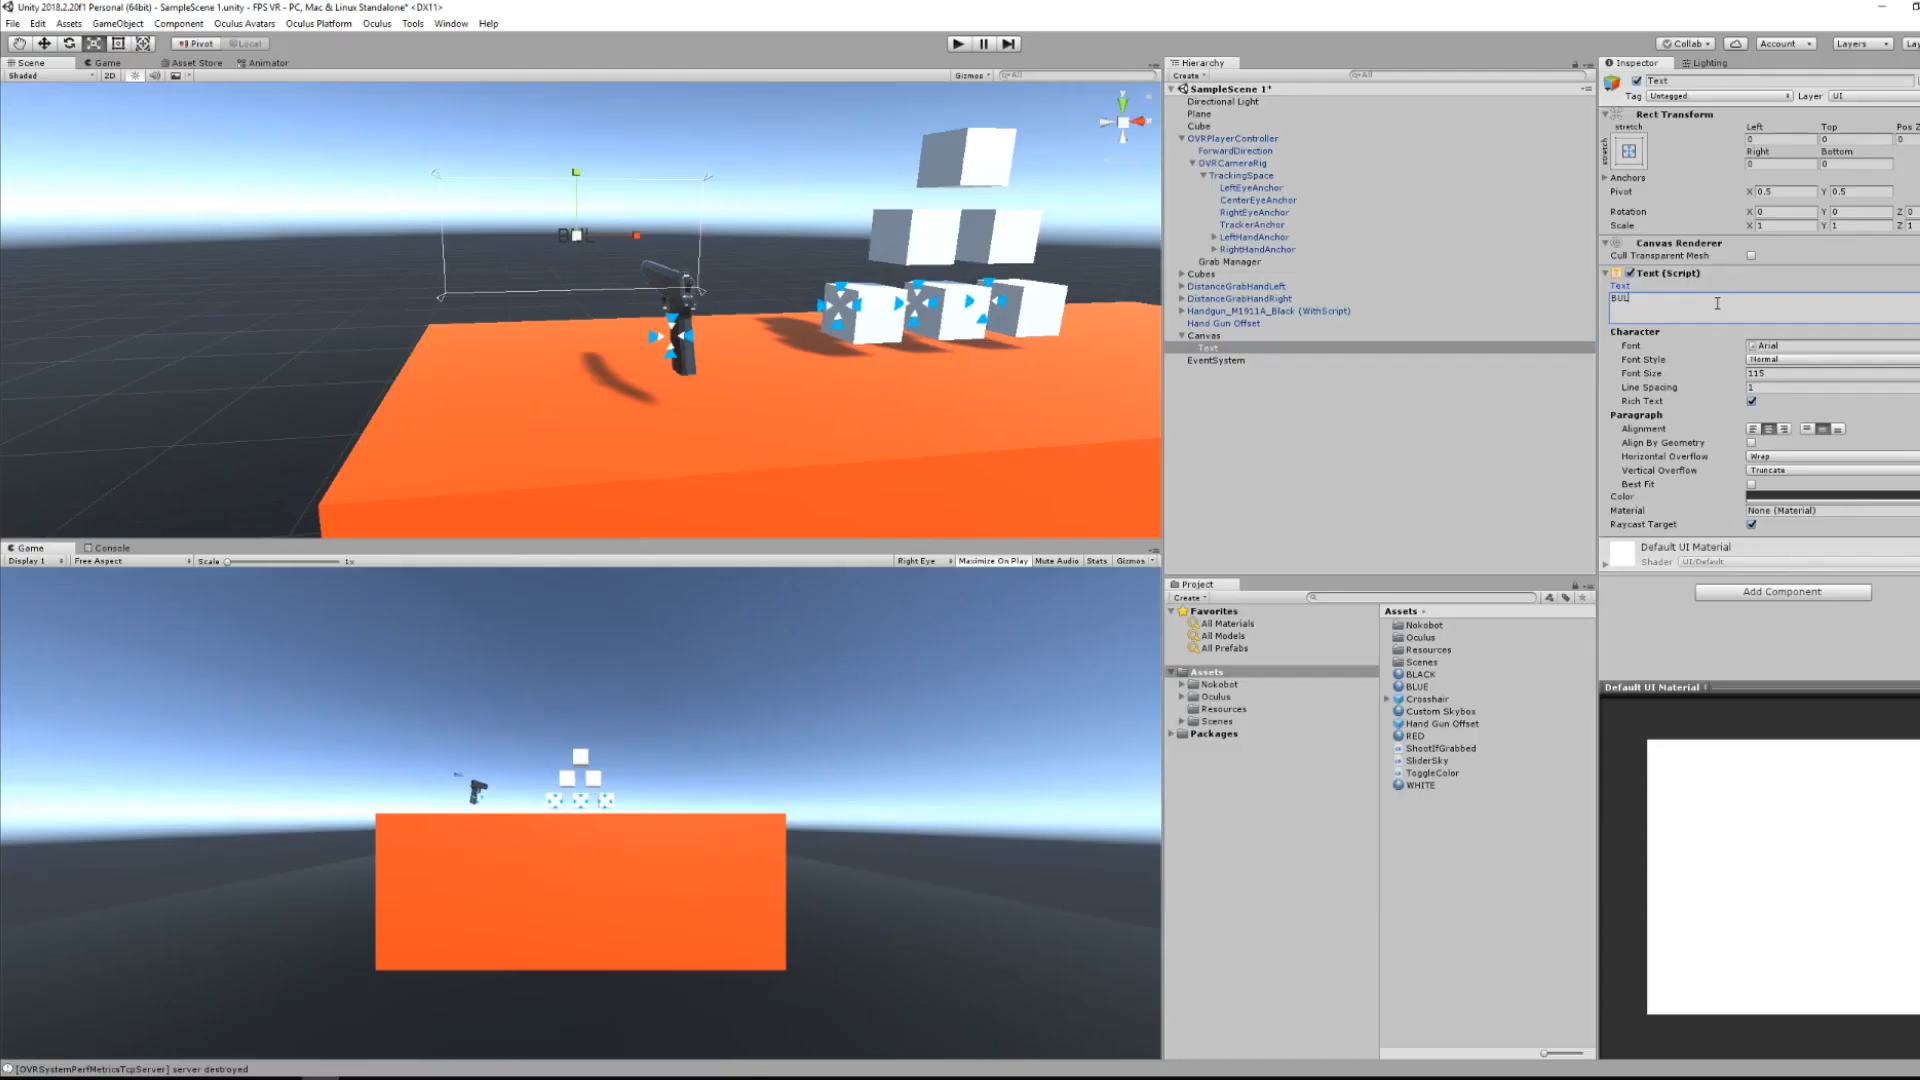 Unity 2018.2.20f1 Personal (64bit) - SampleScene 1.unity - FPS VR - PC, Mac & Linux Standalone* <DX11>
File Edit Assets GameObject Component Oculus Avatars Oculus Platform Oculus Tools Window Help
Pivot Local Collab Account Layers Lay
Scene Game Asset Store Animator
Shaded 2D Gizmos All
y
BUL
Game Console
Display 1 Free Aspect Scale 1x Right Eye Maximize On Play Mute Audio Stats Gizmos
[OVRSystemPerfMetricsTcpServer] server destroyed
Hierarchy
Create All
SampleScene 1*
Directional Light
Plane
Cube
OVRPlayerController
ForwardDirection
OVRCameraRig
TrackingSpace
LeftEyeAnchor
CenterEyeAnchor
RightEyeAnchor
TrackerAnchor
LeftHandAnchor
RightHandAnchor
Grab Manager
Cubes
DistanceGrabHandLeft
DistanceGrabHandRight
Handgun_M1911A_Black (WithScript)
Hand Gun Offset
Canvas
Text
EventSystem
Project
Create
Favorites
All Materials
All Models
All Prefabs
Assets
Nokobot
Oculus
Resources
Scenes
Packages
Assets
Nokobot
Oculus
Resources
Scenes
BLACK
BLUE
Crosshair
Custom Skybox
Hand Gun Offset
RED
ShootIfGrabbed
SliderSky
ToggleColor
WHITE
Inspector Lighting
Text
Tag Untagged Layer UI
Rect Transform
stretch Left Top Pos Z
stretch 0 0 0
Right Bottom
0 0
Anchors
Pivot X 0.5 Y 0.5
Rotation X 0 Y 0 Z 0
Scale X 1 Y 1 Z 1
Canvas Renderer
Cull Transparent Mesh
Text (Script)
Text
BUL
Character
Font Arial
Font Style Normal
Font Size 115
Line Spacing 1
Rich Text
Paragraph
Alignment
Align By Geometry
Horizontal Overflow Wrap
Vertical Overflow Truncate
Best Fit
Color
Material None (Material)
Raycast Target
Default UI Material
Shader UI/Default
Add Component
Default UI Material